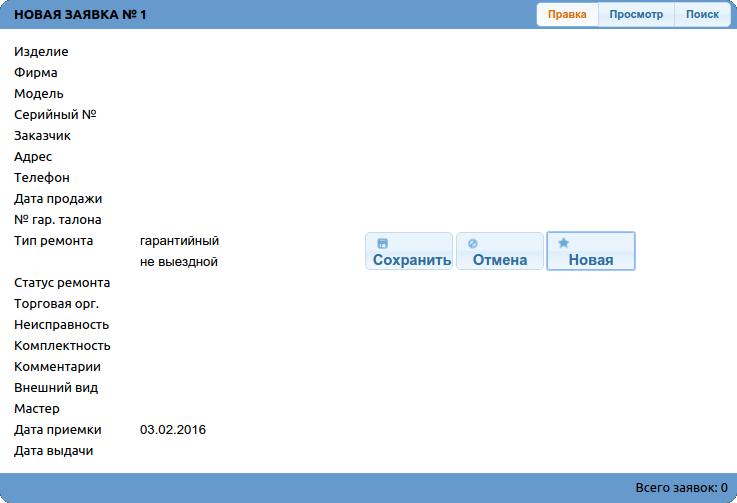 НОВАЯ ЗАЯВКА № 1 Правка Просмотр Поиск
Изделие
Фирма
Модель
Серийный №
Заказчик
Адрес
Телефон
Дата продажи
№ гар. талона
Тип ремонта гарантийный
не выездной
Сохранить Отмена Новая
Статус ремонта
Торговая орг.
Неисправность
Комплектность
Комментарии
Внешний вид
Мастер
Дата приемки 03.02.2016
Дата выдачи
Всего заявок: 0